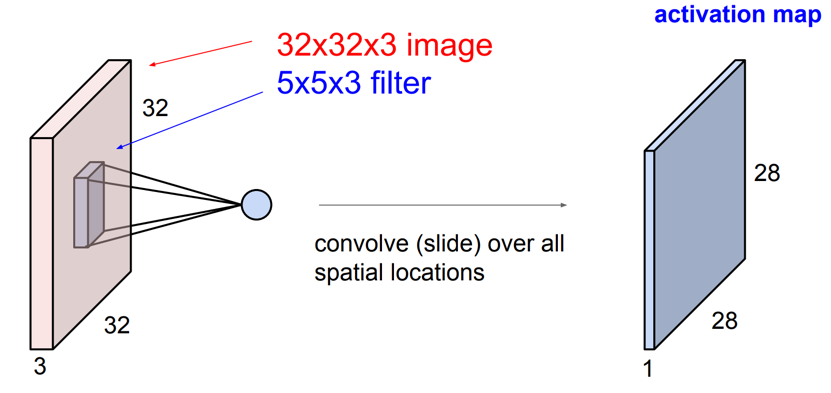 activation map
32x32x3 image
5x5x3 filter
32
32
3
convolve (slide) over all
spatial locations
28
28
1